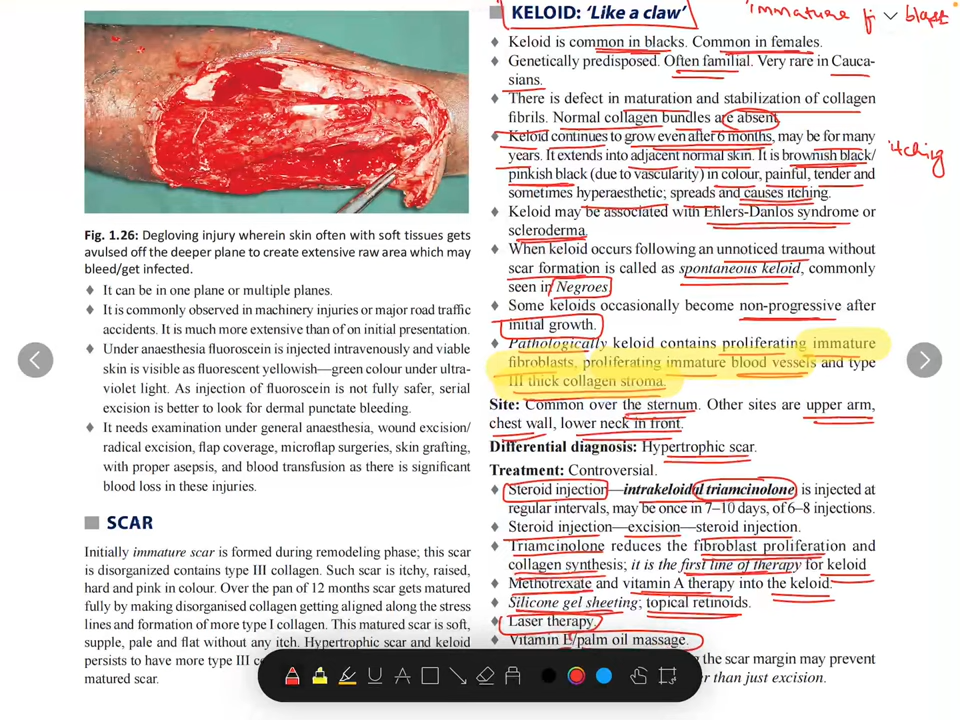 Fig. 1.26: Degloving injury wherein skin often with soft tissues gets
avulsed off the deeper plane to create extensive raw area which may
bleed/get infected.
♦ It can be in one plane or multiple planes.
♦ It is commonly observed in machinery injuries or major road traffic
accidents. It is much more extensive than of on initial presentation.
♦ Under anaesthesia fluoroscein is injected intravenously and viable
skin is visible as fluorescent yellowish—green colour under ultra-
violet light. As injection of fluoroscein is not fully safer, serial
excision is better to look for dermal punctate bleeding.
♦ It needs examination under general anaesthesia, wound excision/
radical excision, flap coverage, microflap surgeries, skin grafting,
with proper asepsis, and blood transfusion as there is significant
blood loss in these injuries.
SCAR
Initially immature scar is formed during remodeling phase; this scar
is disorganized contains type III collagen. Such scar is itchy, raised,
hard and pink in colour. Over the pan of 12 months scar gets matured
fully by making disorganised collagen getting aligned along the stress
lines and formation of more type I collagen. This matured scar is soft,
supple, pale and flat without any itch. Hypertrophic scar and keloid
persists to have more type III
matured scar.
KELOID: 'Like a claw'
immature
blast
♦ Keloid is common in blacks. Common in females.
♦ Genetically predisposed. Often familial. Very rare in Cauca-
sians.
♦ There is defect in maturation and stabilization of collagen
fibrils. Normal collagen bundles are absent
♦ Keloid continues to grow even after 6 months, may be for many
years. It extends into adjacent normal skin. It is brownish black/
pinkish black (due to vascularity) in colour, painful, tender and
sometimes hyperaesthetic; spreads and causes itching.
itching
♦ Keloid may be associated with Ehlers-Danlos syndrome or
scleroderma.
♦ When keloid occurs following an unnoticed trauma without
scar formation is called as spontaneous keloid, commonly
seen in Negroes
♦ Some keloids occasionally become non-progressive after
initial growth.
♦ Pathologically keloid contains proliferating immature
fibroblasts, proliferating immature blood vessels and type
III thick collagen stroma.
Site: Common over the sternum. Other sites are upper arm,
chest wall, lower neck in front.
Differential diagnosis: Hypertrophic scar.
Treatment: Controversial.
♦ Steroid injection—intrakeloidal triamcinolone is injected at
regular intervals, may be once in 7–10 days, of 6–8 injections.
♦ Steroid injection—excision—steroid injection.
♦ Triamcinolone reduces the fibroblast proliferation and
collagen synthesis; it is the first line of therapy for keloid
♦ Methotrexate and vitamin A therapy into the keloid.
♦ Silicone gel sheeting; topical retinoids.
♦ Laser therapy.
♦ Vitamin E/palm oil massage.
the scar margin may prevent
er than just excision.